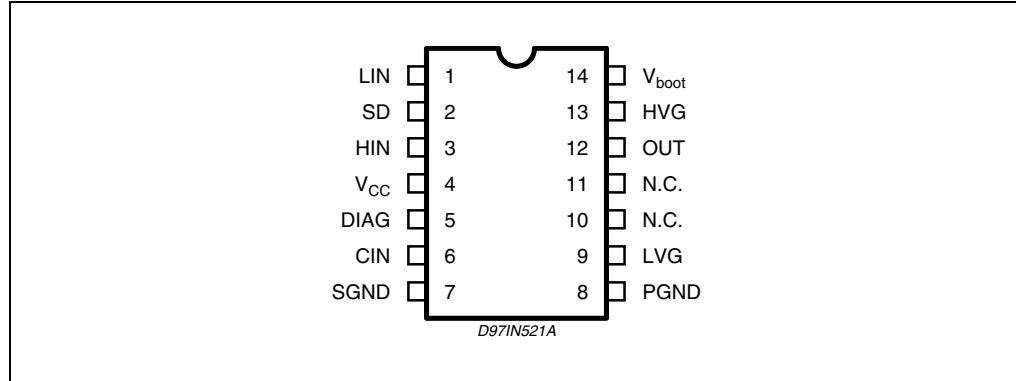 LIN 1 14 Vboot
SD 2 13 HVG
HIN 3 12 OUT
VCC 4 11 N.C.
DIAG 5 10 N.C.
CIN 6 9 LVG
SGND 7 8 PGND
D97IN521A